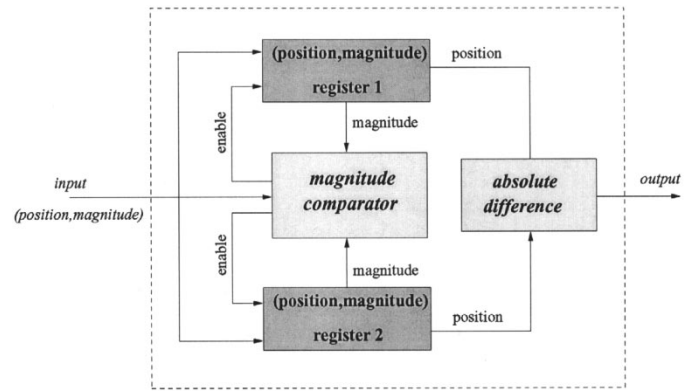 (position,magnitude)
register 1
position
enable
magnitude
input
(position,magnitude)
magnitude
comparator
absolute
difference
output
enable
magnitude
(position,magnitude)
register 2
position